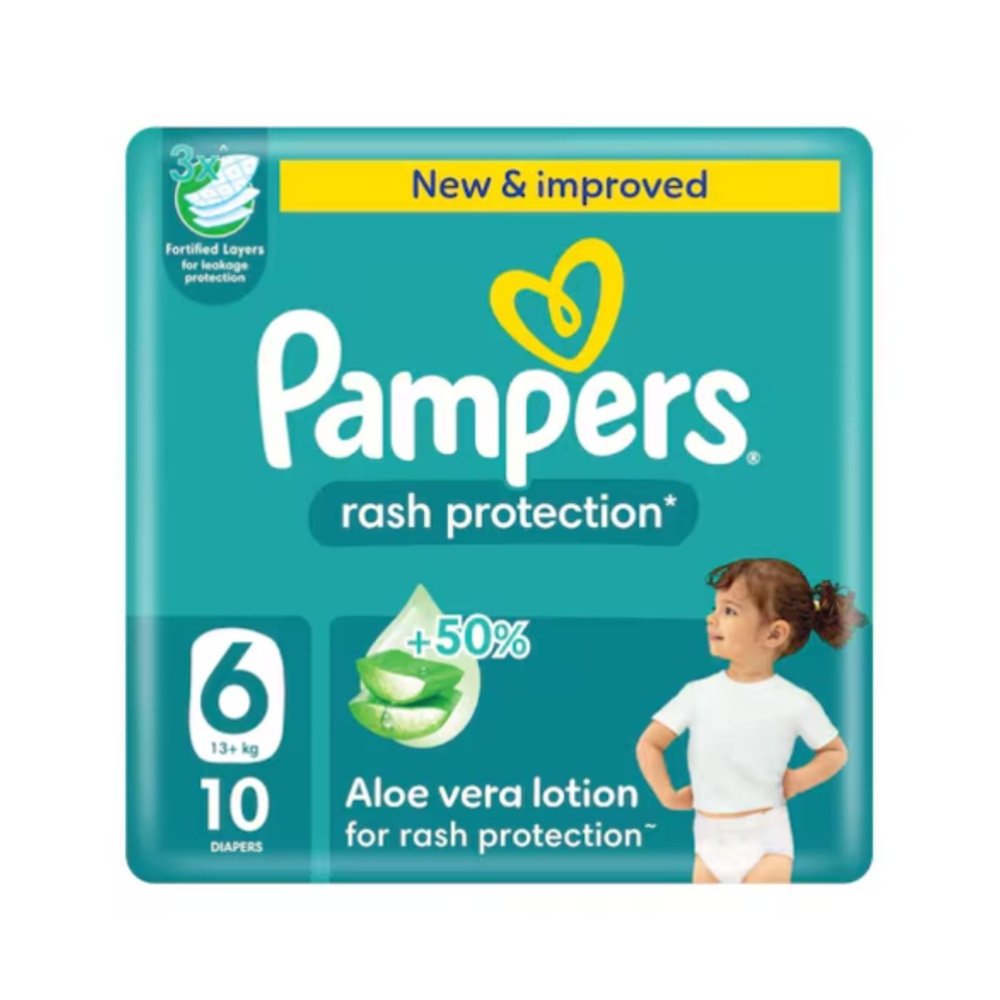 3x^
Fortified Layers
for leakage
protection
New & improved
Pampers®
rash protection*
+50%
6
13+ kg
10
DIAPERS
Aloe vera lotion
for rash protection~